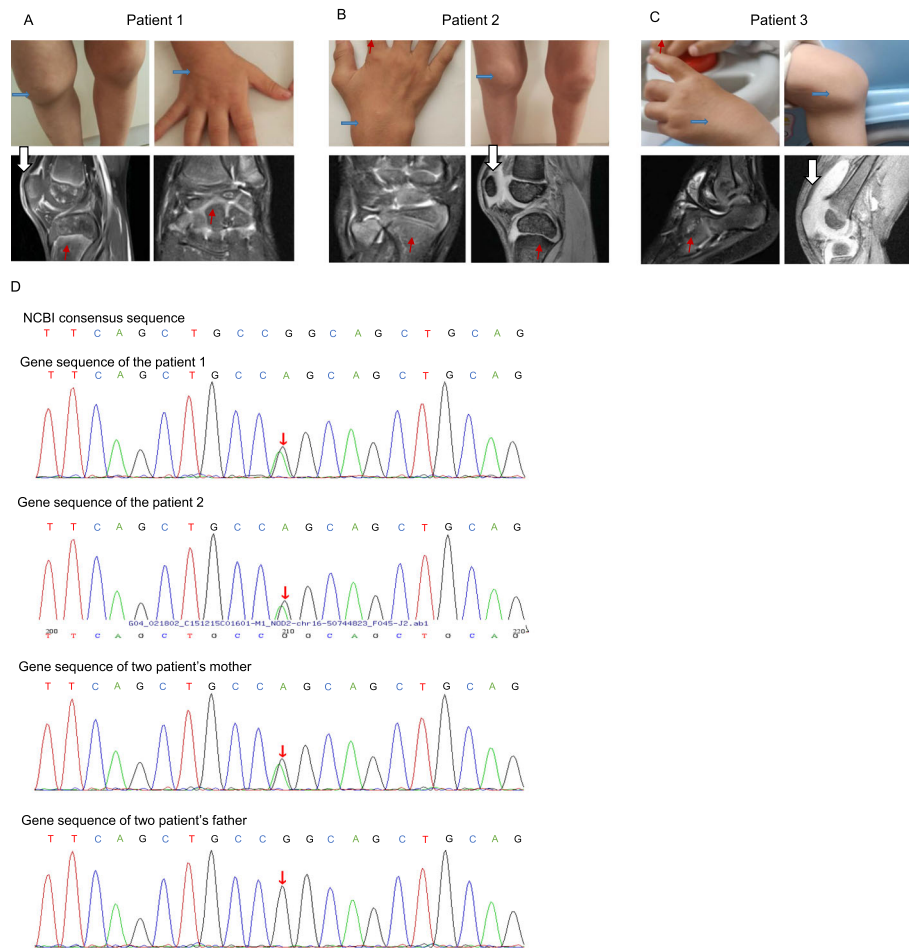 A Patient 1
B Patient 2
C Patient 3
D
NCBI consensus sequence
T T C A G C T G C C G G C A G C T G C A G
Gene sequence of the patient 1
T T C A G C T G C C A G C A G C T G C A G
Gene sequence of the patient 2
T T C A G C T G C C A G C A G C T G C A G
G04_021802_C151215C01601-M1_NOD2-chr16-50744823_F045-J2.ab1
200 210
T T C A G C T G C C G G C A G C T G C A G
Gene sequence of two patient's mother
T T C A G C T G C C A G C A G C T G C A G
Gene sequence of two patient's father
T T C A G C T G C C G G C A G C T G C A G